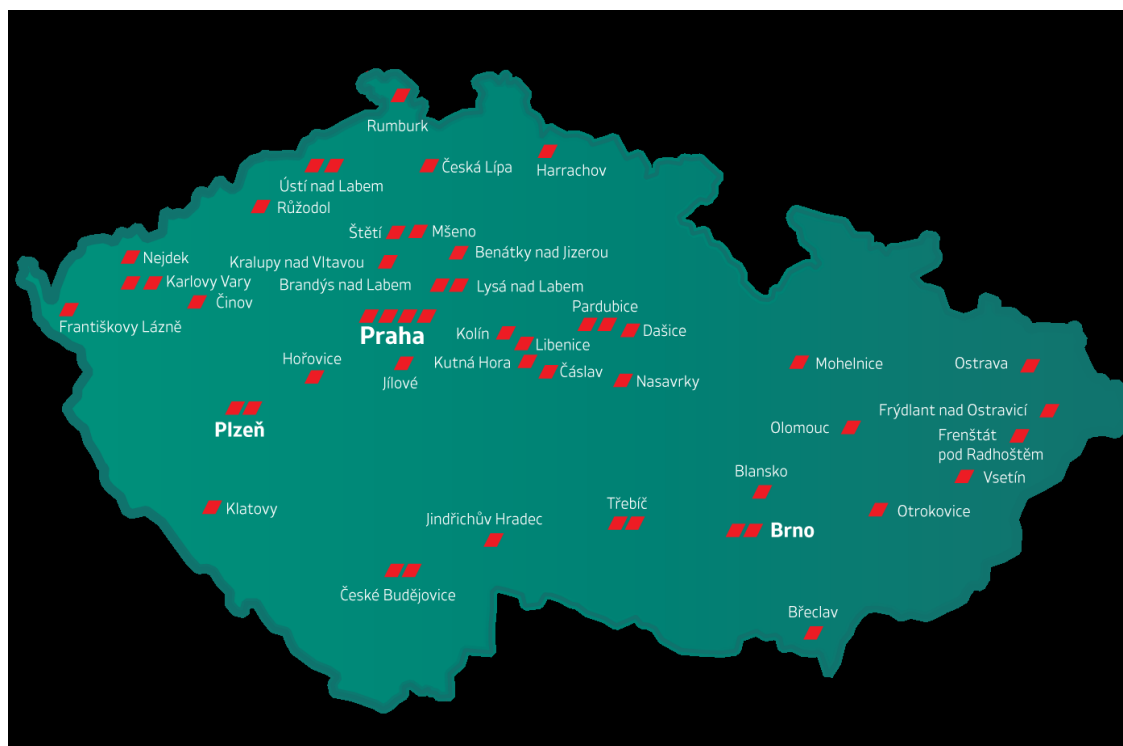 Rumburk
Česká Lípa
Harrachov
Ústí nad Labem
Růžodol
Štětí
Mšeno
Benátky nad Jizerou
Nejdek
Kralupy nad Vltavou
Karlovy Vary
Brandýs nad Labem
Lysá nad Labem
Činov
Františkovy Lázně
Pardubice
Praha
Kolín
Dašice
Libenice
Hořovice
Jílové
Kutná Hora
Čáslav
Nasavrky
Mohelnice
Ostrava
Plzeň
Olomouc
Frýdlant nad Ostravicí
Frenštát
pod Radhoštěm
Blansko
Vsetín
Klatovy
Jindřichův Hradec
Třebíč
Otrokovice
Brno
České Budějovice
Břeclav